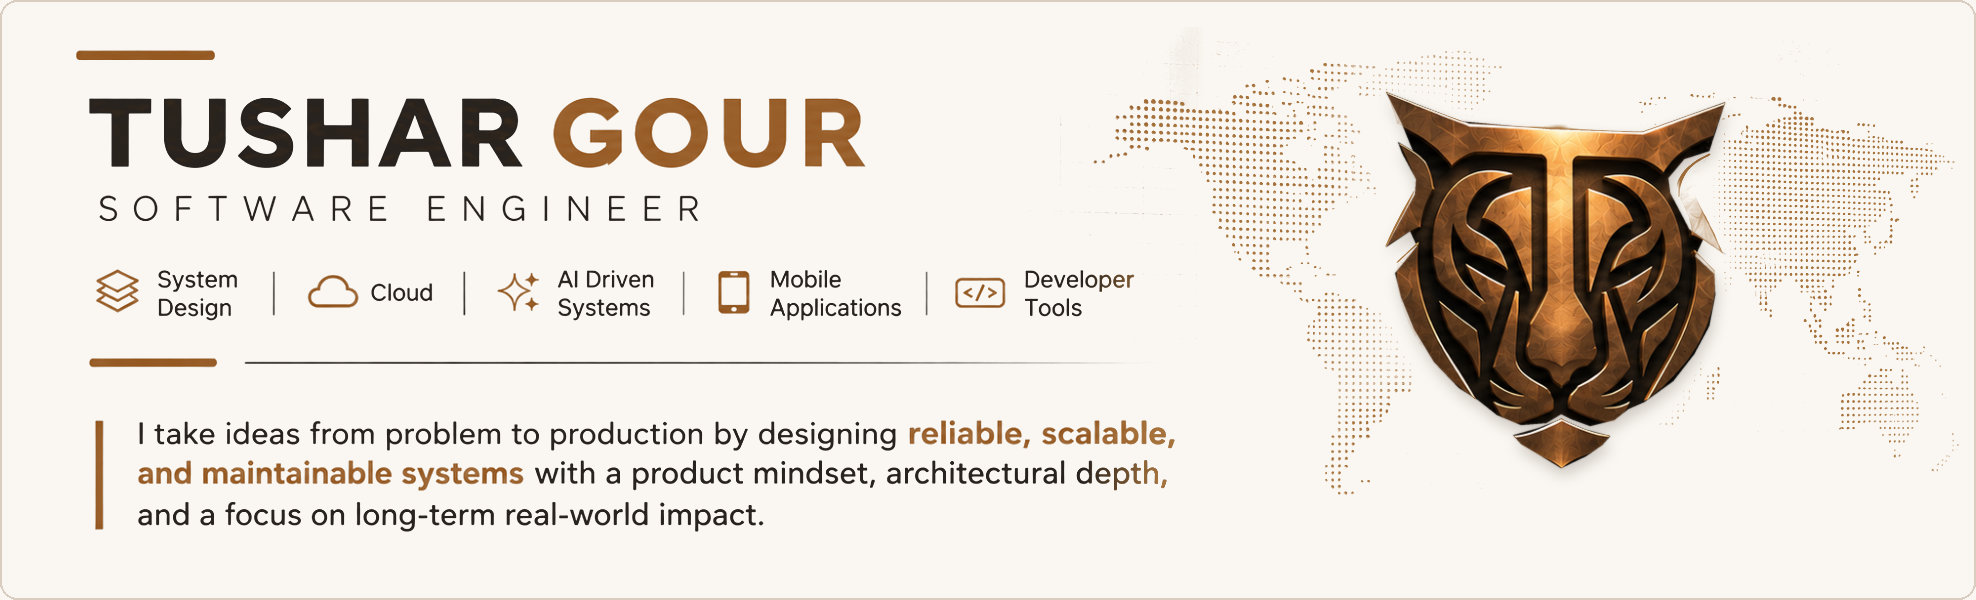 TUSHAR GOUR
SOFTWARE ENGINEER
System
Design
Cloud
AI Driven
Systems
Mobile
Applications
</>
Developer
Tools
I take ideas from problem to production by designing reliable, scalable,
and maintainable systems with a product mindset, architectural depth,
and a focus on long-term real-world impact.